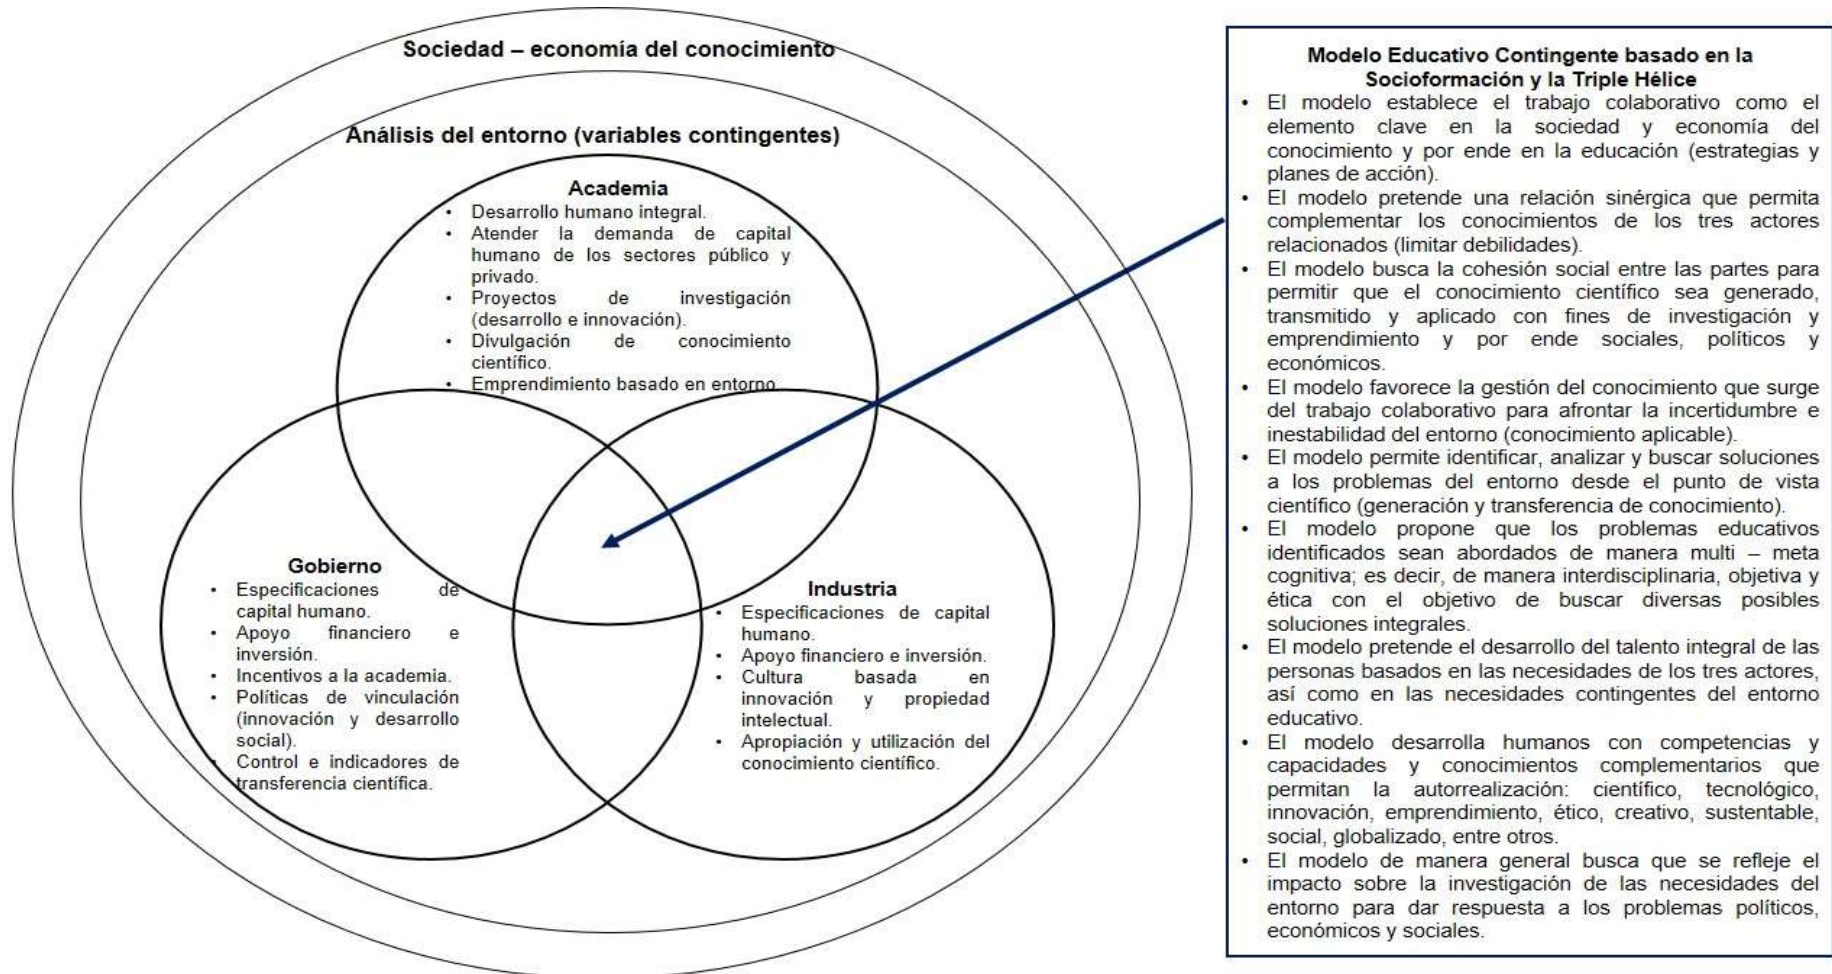 Sociedad – economía del conocimiento
Análisis del entorno (variables contingentes)
Academia
• Desarrollo humano integral.
• Atender la demanda de capital
humano de los sectores público y
privado.
• Proyectos de investigación
(desarrollo e innovación).
• Divulgación de conocimiento
científico.
• Emprendimiento basado en entorno
Gobierno
• Especificaciones de
capital humano.
• Apoyo financiero e
inversión.
• Incentivos a la academia.
• Políticas de vinculación
(innovación y desarrollo
social).
• Control e indicadores de
transferencia científica.
Industria
• Especificaciones de capital
humano.
• Apoyo financiero e inversión.
• Cultura basada en
innovación y propiedad
intelectual.
• Apropiación y utilización del
conocimiento científico.
Modelo Educativo Contingente basado en la
Socioformación y la Triple Hélice
• El modelo establece el trabajo colaborativo como el
elemento clave en la sociedad y economía del
conocimiento y por ende en la educación (estrategias y
planes de acción).
• El modelo pretende una relación sinérgica que permita
complementar los conocimientos de los tres actores
relacionados (limitar debilidades).
• El modelo busca la cohesión social entre las partes para
permitir que el conocimiento científico sea generado,
transmitido y aplicado con fines de investigación y
emprendimiento y por ende sociales, políticos y
económicos.
• El modelo favorece la gestión del conocimiento que surge
del trabajo colaborativo para afrontar la incertidumbre e
inestabilidad del entorno (conocimiento aplicable).
• El modelo permite identificar, analizar y buscar soluciones
a los problemas del entorno desde el punto de vista
científico (generación y transferencia de conocimiento).
• El modelo propone que los problemas educativos
identificados sean abordados de manera multi – meta
cognitiva; es decir, de manera interdisciplinaria, objetiva y
ética con el objetivo de buscar diversas posibles
soluciones integrales.
• El modelo pretende el desarrollo del talento integral de las
personas basados en las necesidades de los tres actores,
así como en las necesidades contingentes del entorno
educativo.
• El modelo desarrolla humanos con competencias y
capacidades y conocimientos complementarios que
permitan la autorrealización: científico, tecnológico,
innovación, emprendimiento, ético, creativo, sustentable,
social, globalizado, entre otros.
• El modelo de manera general busca que se refleje el
impacto sobre la investigación de las necesidades del
entorno para dar respuesta a los problemas políticos,
económicos y sociales.